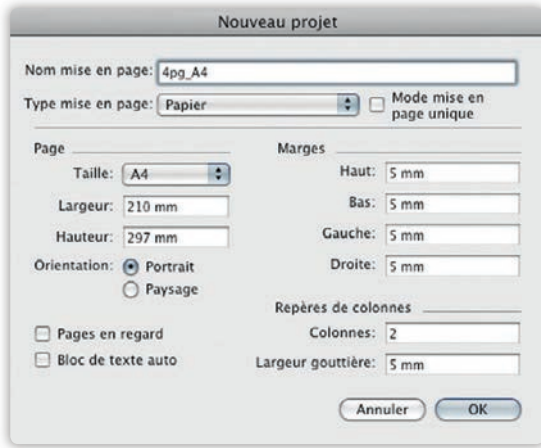 Nouveau projet
Nom mise en page: 4pg_A4
Type mise en page: Papier
Mode mise en
page unique
Page
Taille: A4
Largeur: 210 mm
Hauteur: 297 mm
Orientation: Portrait
Paysage
Pages en regard
Bloc de texte auto
Marges
Haut: 5 mm
Bas: 5 mm
Gauche: 5 mm
Droite: 5 mm
Repères de colonnes
Colonnes: 2
Largeur gouttière: 5 mm
Annuler
OK